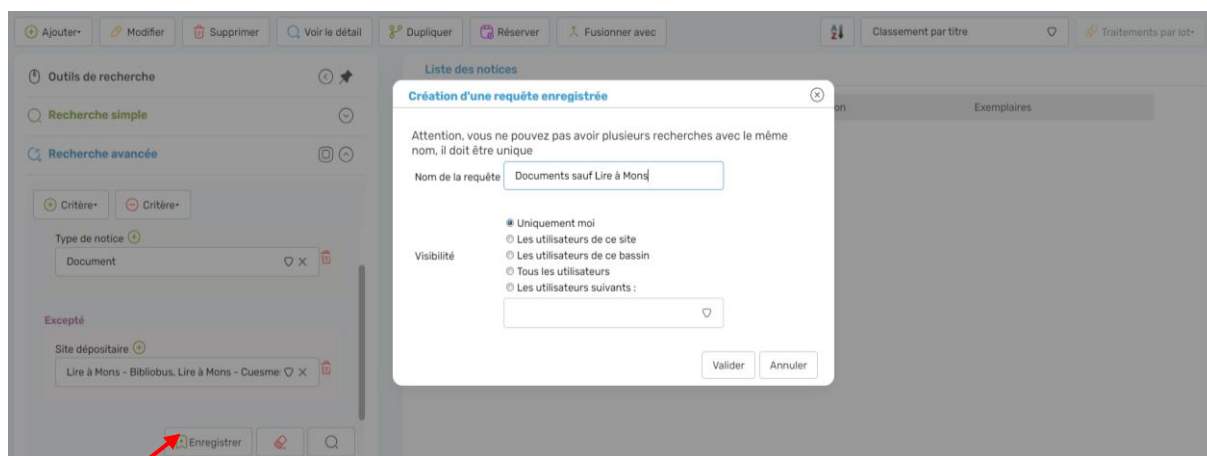 Ajouter
Modifier
Supprimer
Voir le détail
Dupliquer
Réserver
Fusionner avec
Classement par titre
Traitements par lot
Outils de recherche
Recherche simple
Recherche avancée
Critère
Critère
Type de notice
Document
Excepté
Site dépositaire
Lire à Mons - Bibliobus, Lire à Mons - Cuesme
Enregistrer
Liste des notices
on
Exemplaires
Création d'une requête enregistrée
Attention, vous ne pouvez pas avoir plusieurs recherches avec le même
nom, il doit être unique
Nom de la requête Documents sauf Lire à Mons
Visibilité
Uniquement moi
Les utilisateurs de ce site
Les utilisateurs de ce bassin
Tous les utilisateurs
Les utilisateurs suivants :
Valider
Annuler